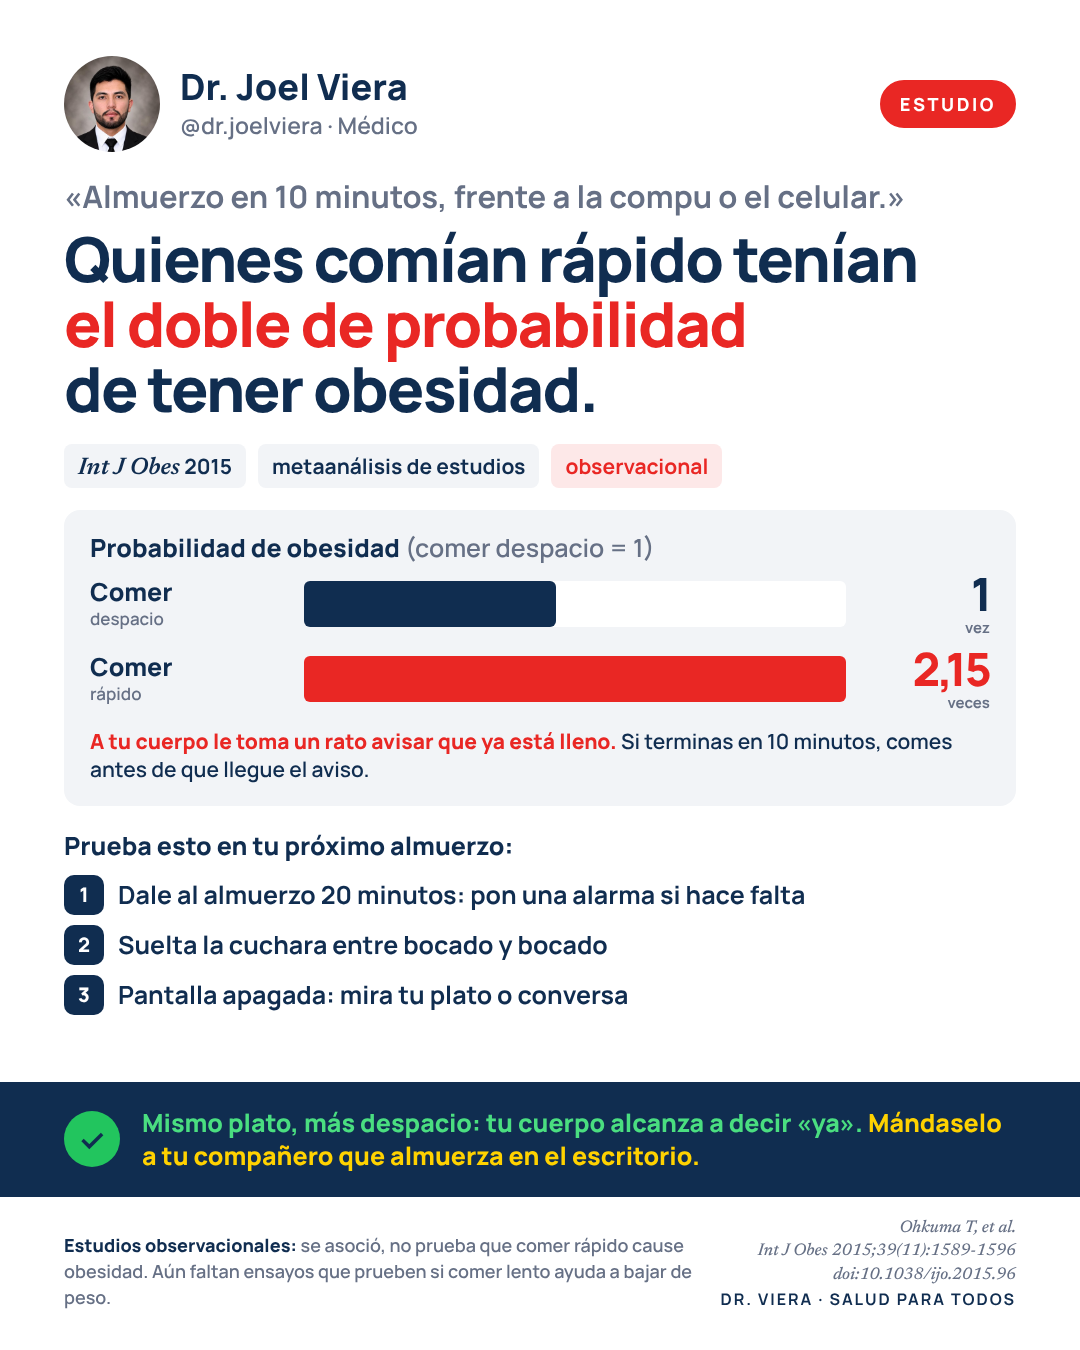 Dr. Joel Viera
@dr.joelviera · Médico
ESTUDIO
«Almuerzo en 10 minutos, frente a la compu o el celular.»
Quienes comían rápido tenían
el doble de probabilidad
de tener obesidad.
Int J Obes 2015
metaanálisis de estudios
observacional
Probabilidad de obesidad (comer despacio = 1)
Comer
despacio
1
vez
Comer
rápido
2,15
veces
A tu cuerpo le toma un rato avisar que ya está lleno. Si terminas en 10 minutos, comes
antes de que llegue el aviso.
Prueba esto en tu próximo almuerzo:
1 Dale al almuerzo 20 minutos: pon una alarma si hace falta
2 Suelta la cuchara entre bocado y bocado
3 Pantalla apagada: mira tu plato o conversa
Mismo plato, más despacio: tu cuerpo alcanza a decir «ya». Mándaselo
a tu compañero que almuerza en el escritorio.
Estudios observacionales: se asoció, no prueba que comer rápido cause
obesidad. Aún faltan ensayos que prueben si comer lento ayuda a bajar de
peso.
Ohkuma T, et al.
Int J Obes 2015;39(11):1589-1596
doi:10.1038/ijo.2015.96
DR. VIERA · SALUD PARA TODOS